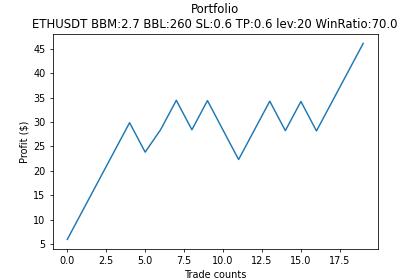 Portfolio
ETHUSDT BBM:2.7 BBL:260 SL:0.6 TP:0.6 lev:20 WinRatio:70.0
Profit ($)
45
40
35
30
25
20
15
10
5
0.0 2.5 5.0 7.5 10.0 12.5 15.0 17.5
Trade counts